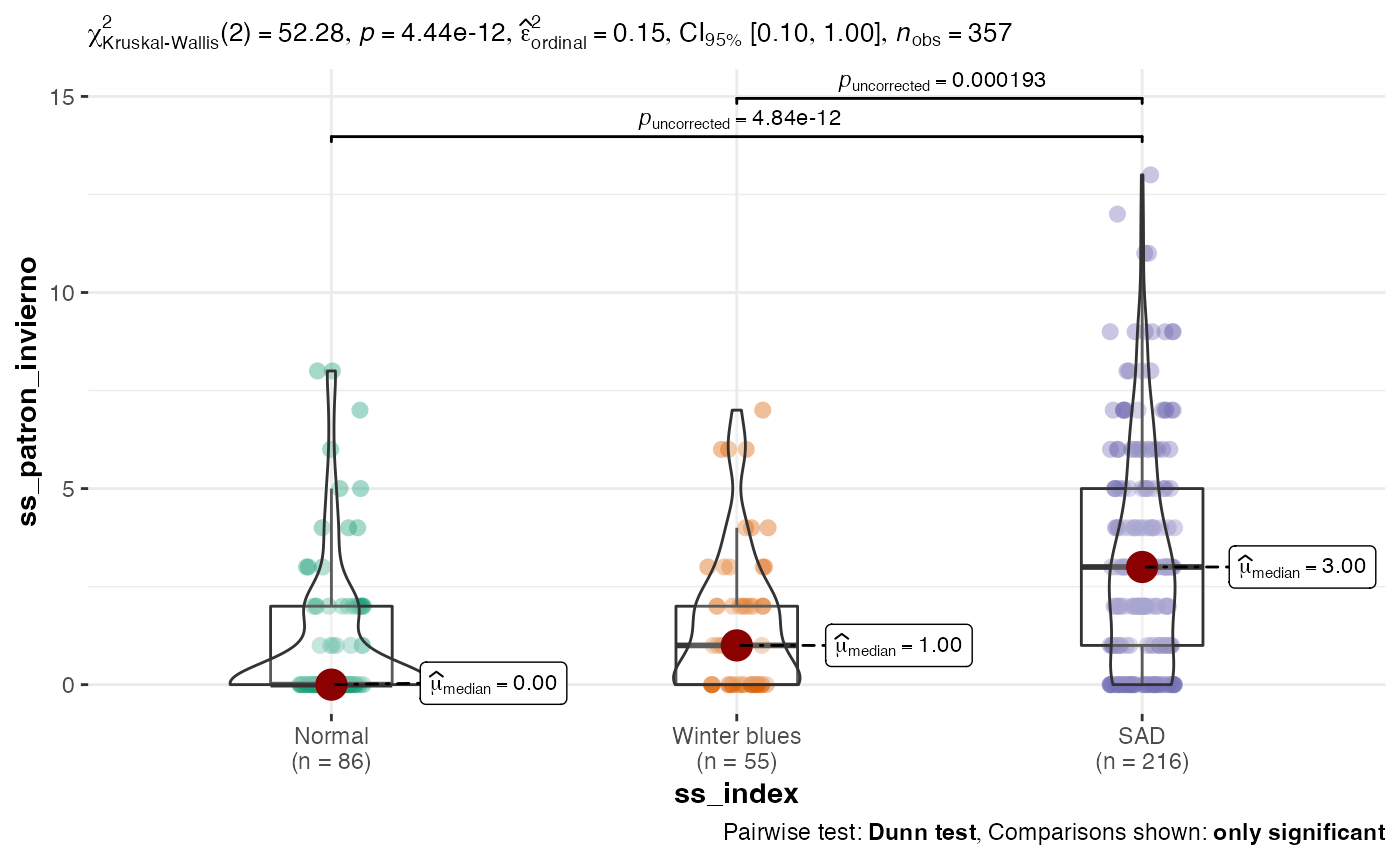 χ²Kruskal-Wallis(2) = 52.28, p = 4.44e-12, ε̂²ordinal = 0.15, CI95% [0.10, 1.00], nobs = 357
puncorrected = 0.000193
puncorrected = 4.84e-12
15
10
5
0
ss_patron_invierno
μ̂median = 3.00
μ̂median = 1.00
μ̂median = 0.00
Normal
(n = 86)
Winter blues
(n = 55)
SAD
(n = 216)
ss_index
Pairwise test: Dunn test, Comparisons shown: only significant